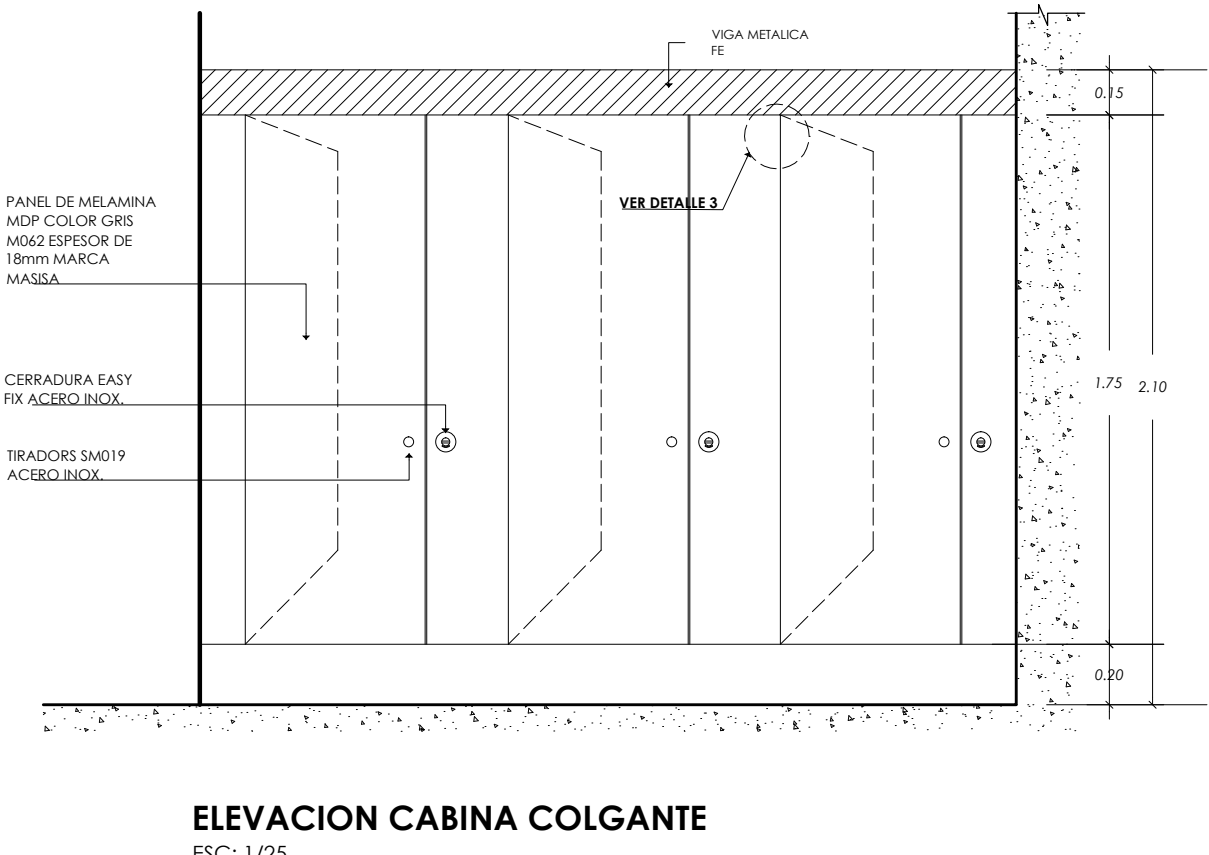 VIGA METALICA
FE
0.15
PANEL DE MELAMINA
MDP COLOR GRIS
M062 ESPESOR DE
18mm MARCA
MASISA
VER DETALLE 3
CERRADURA EASY
FIX ACERO INOX.
1.75
2.10
TIRADORS SM019
ACERO INOX.
0.20
ELEVACION CABINA COLGANTE
ESC: 1/25